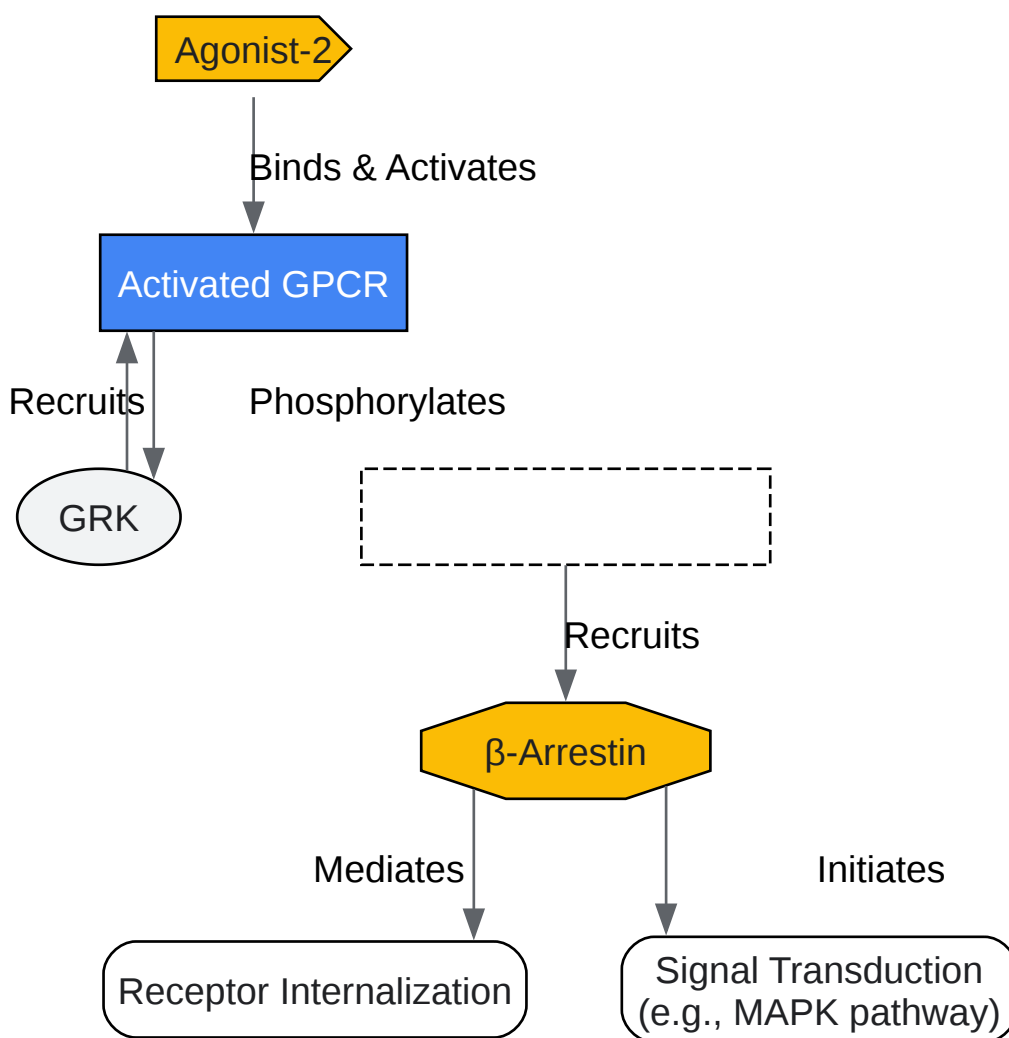 Agonist-2
Binds & Activates
Activated GPCR
Recruits
Phosphorylates
GRK
Recruits
β-Arrestin
Mediates
Initiates
Receptor Internalization
Signal Transduction
(e.g., MAPK pathway)